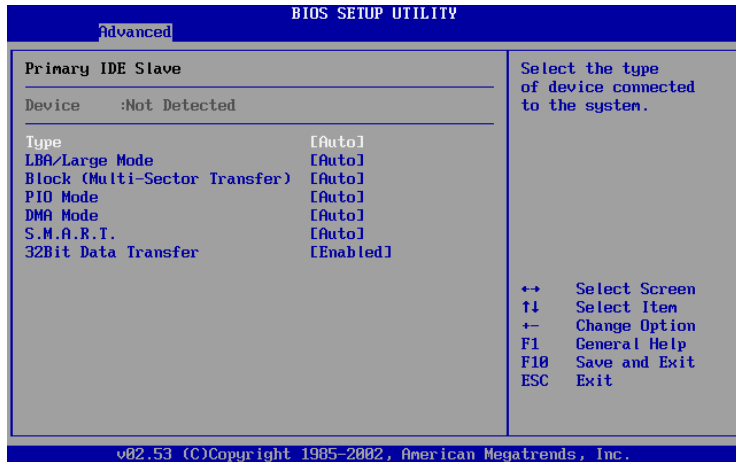 BIOS SETUP UTILITY
Advanced
Primary IDE Slave
Device :Not Detected
Type [Auto]
LBA/Large Mode [Auto]
Block (Multi-Sector Transfer) [Auto]
PIO Mode [Auto]
DMA Mode [Auto]
S.M.A.R.T. [Auto]
32Bit Data Transfer [Enabled]
Select the type
of device connected
to the system.
↔ Select Screen
↑↓ Select Item
+- Change Option
F1 General Help
F10 Save and Exit
ESC Exit
v02.53 (C)Copyright 1985-2002, American Megatrends, Inc.